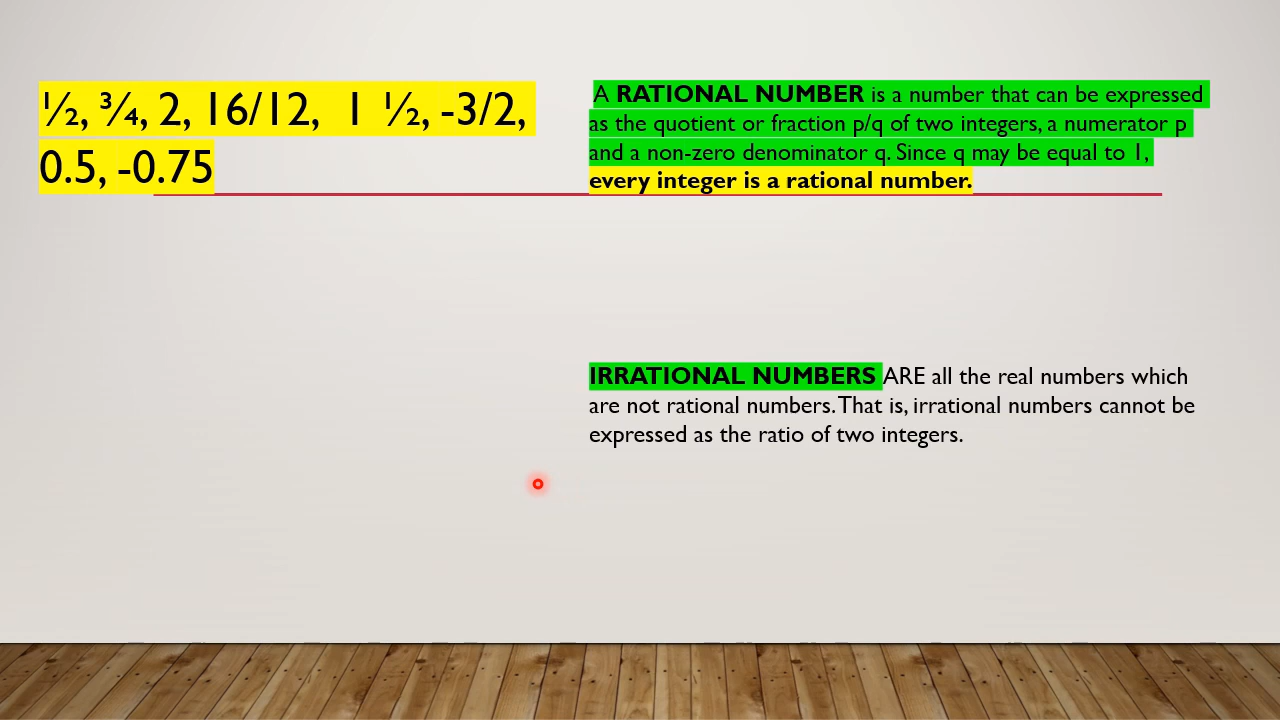 ½, ¾, 2, 16/12,  1 ½, -3/2,
0.5, -0.75
A RATIONAL NUMBER is a number that can be expressed
as the quotient or fraction p/q of two integers, a numerator p
and a non-zero denominator q. Since q may be equal to 1,
every integer is a rational number.
IRRATIONAL NUMBERS ARE all the real numbers which
are not rational numbers. That is, irrational numbers cannot be
expressed as the ratio of two integers.